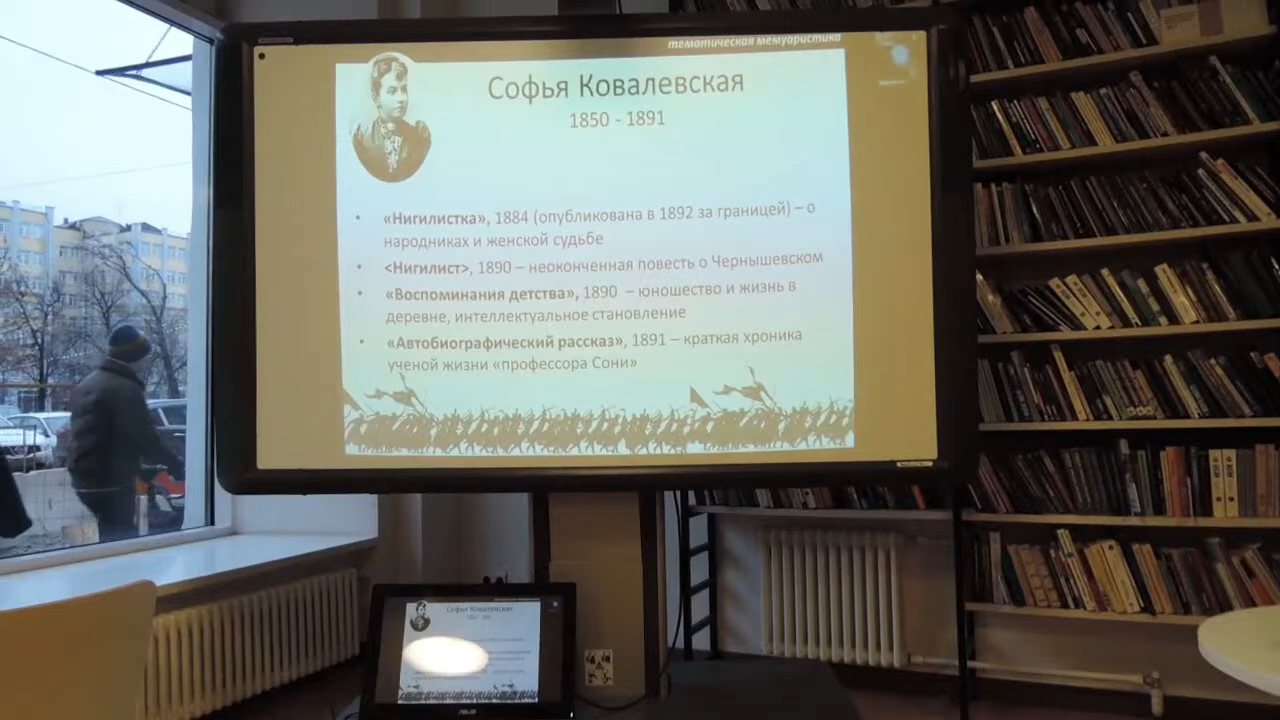 тематическая мемуаристика
Софья Ковалевская
1850 - 1891
• «Нигилистка», 1884 (опубликована в 1892 за границей) – о
народниках и женской судьбе
• <Нигилист>, 1890 – неоконченная повесть о Чернышевском
• «Воспоминания детства», 1890 – юношество и жизнь в
деревне, интеллектуальное становление
• «Автобиографический рассказ», 1891 – краткая хроника
ученой жизни «профессора Сони»
Софья Ковалевская
1850 - 1891
ASUS